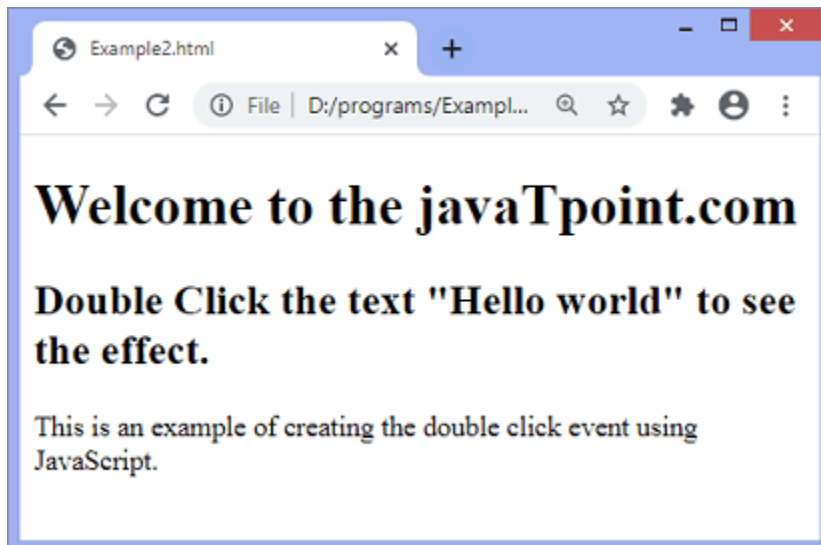 Example2.html
File D:/programs/Exampl...
Welcome to the javaTpoint.com
Double Click the text "Hello world" to see
the effect.
This is an example of creating the double click event using
JavaScript.